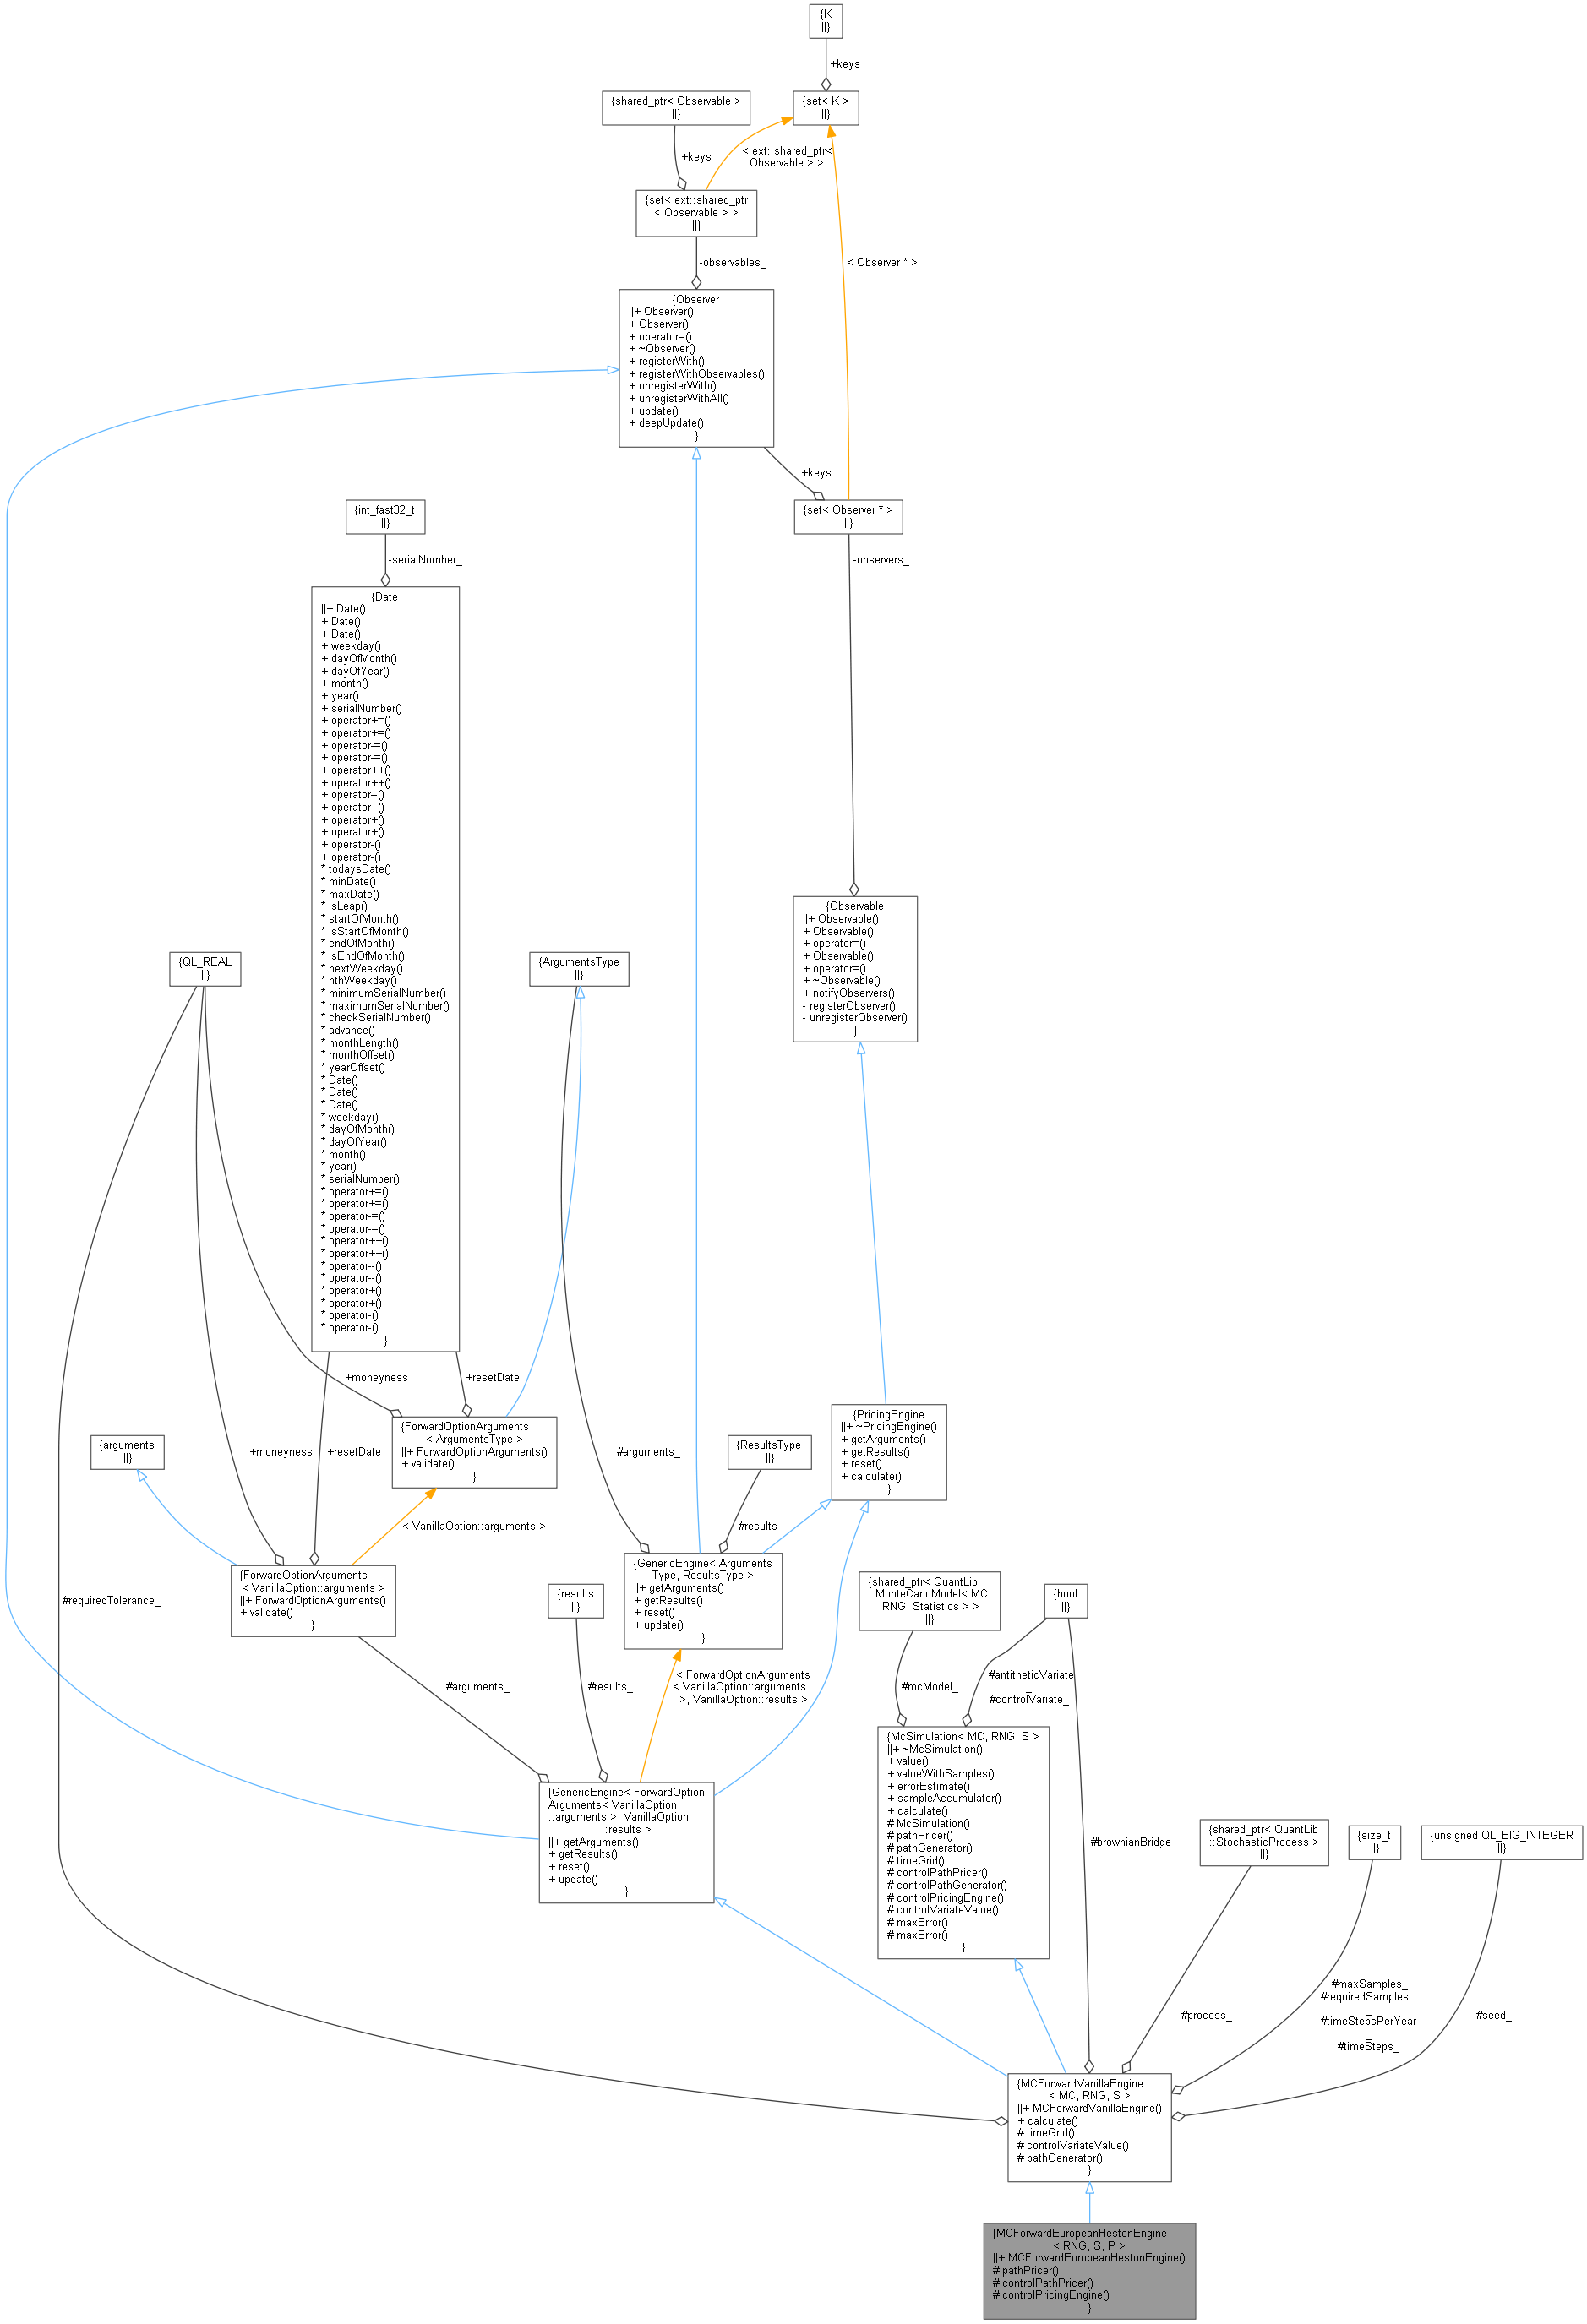 {K
||}
+keys
{shared_ptr< Observable >
||}
{set< K >
||}
+keys
< ext::shared_ptr<
Observable > >
{set< ext::shared_ptr
< Observable > >
||}
-observables_
< Observer * >
{Observer
||+ Observer()
+ Observer()
+ operator=()
+ ~Observer()
+ registerWith()
+ registerWithObservables()
+ unregisterWith()
+ unregisterWithAll()
+ update()
+ deepUpdate()
}
+keys
{int_fast32_t
||}
{set< Observer * >
||}
-serialNumber_
-observers_
{Date
||+ Date()
+ Date()
+ Date()
+ weekday()
+ dayOfMonth()
+ dayOfYear()
+ month()
+ year()
+ serialNumber()
+ operator+=()
+ operator+=()
+ operator-=()
+ operator-=()
+ operator++()
+ operator++()
+ operator--()
+ operator--()
+ operator+()
+ operator+()
+ operator-()
+ operator-()
* todaysDate()
* minDate()
* maxDate()
* isLeap()
* startOfMonth()
* isStartOfMonth()
* endOfMonth()
* isEndOfMonth()
* nextWeekday()
* nthWeekday()
* minimumSerialNumber()
* maximumSerialNumber()
* checkSerialNumber()
* advance()
* monthLength()
* monthOffset()
* yearOffset()
* Date()
* Date()
* Date()
* weekday()
* dayOfMonth()
* dayOfYear()
* month()
* year()
* serialNumber()
* operator+=()
* operator+=()
* operator-=()
* operator-=()
* operator++()
* operator++()
* operator--()
* operator--()
* operator+()
* operator+()
* operator-()
* operator-()
}
{Observable
||+ Observable()
+ Observable()
+ operator=()
+ Observable()
+ operator=()
+ ~Observable()
+ notifyObservers()
- registerObserver()
- unregisterObserver()
}
{QL_REAL
||}
{ArgumentsType
||}
+moneyness
+resetDate
{PricingEngine
||+ ~PricingEngine()
+ getArguments()
+ getResults()
+ reset()
+ calculate()
}
{ForwardOptionArguments
< ArgumentsType >
||+ ForwardOptionArguments()
+ validate()
}
{arguments
||}
+moneyness
+resetDate
#arguments_
{ResultsType
||}
< VanillaOption::arguments >
#results_
{ForwardOptionArguments
< VanillaOption::arguments >
||+ ForwardOptionArguments()
+ validate()
}
#requiredTolerance_
{GenericEngine< Arguments
Type, ResultsType >
||+ getArguments()
+ getResults()
+ reset()
+ update()
}
{results
||}
{shared_ptr< QuantLib
::MonteCarloModel< MC,
RNG, Statistics > >
||}
{bool
||}
#arguments_
#results_
< ForwardOptionArguments
< VanillaOption::arguments
>, VanillaOption::results >
#mcModel_
#antitheticVariate
_
#controlVariate_
{McSimulation< MC, RNG, S >
||+ ~McSimulation()
+ value()
+ valueWithSamples()
+ errorEstimate()
+ sampleAccumulator()
+ calculate()
# McSimulation()
# pathPricer()
# pathGenerator()
# timeGrid()
# controlPathPricer()
# controlPathGenerator()
# controlPricingEngine()
# controlVariateValue()
# maxError()
# maxError()
}
{GenericEngine< ForwardOption
Arguments< VanillaOption
::arguments >, VanillaOption
::results >
||+ getArguments()
+ getResults()
+ reset()
+ update()
}
#brownianBridge_
{shared_ptr< QuantLib
::StochasticProcess >
||}
{size_t
||}
{unsigned QL_BIG_INTEGER
||}
#process_
#maxSamples_
#requiredSamples
_
#timeStepsPerYear
_
#timeSteps_
#seed_
{MCForwardVanillaEngine
< MC, RNG, S >
||+ MCForwardVanillaEngine()
+ calculate()
# timeGrid()
# controlVariateValue()
# pathGenerator()
}
{MCForwardEuropeanHestonEngine
< RNG, S, P >
||+ MCForwardEuropeanHestonEngine()
# pathPricer()
# controlPathPricer()
# controlPricingEngine()
}